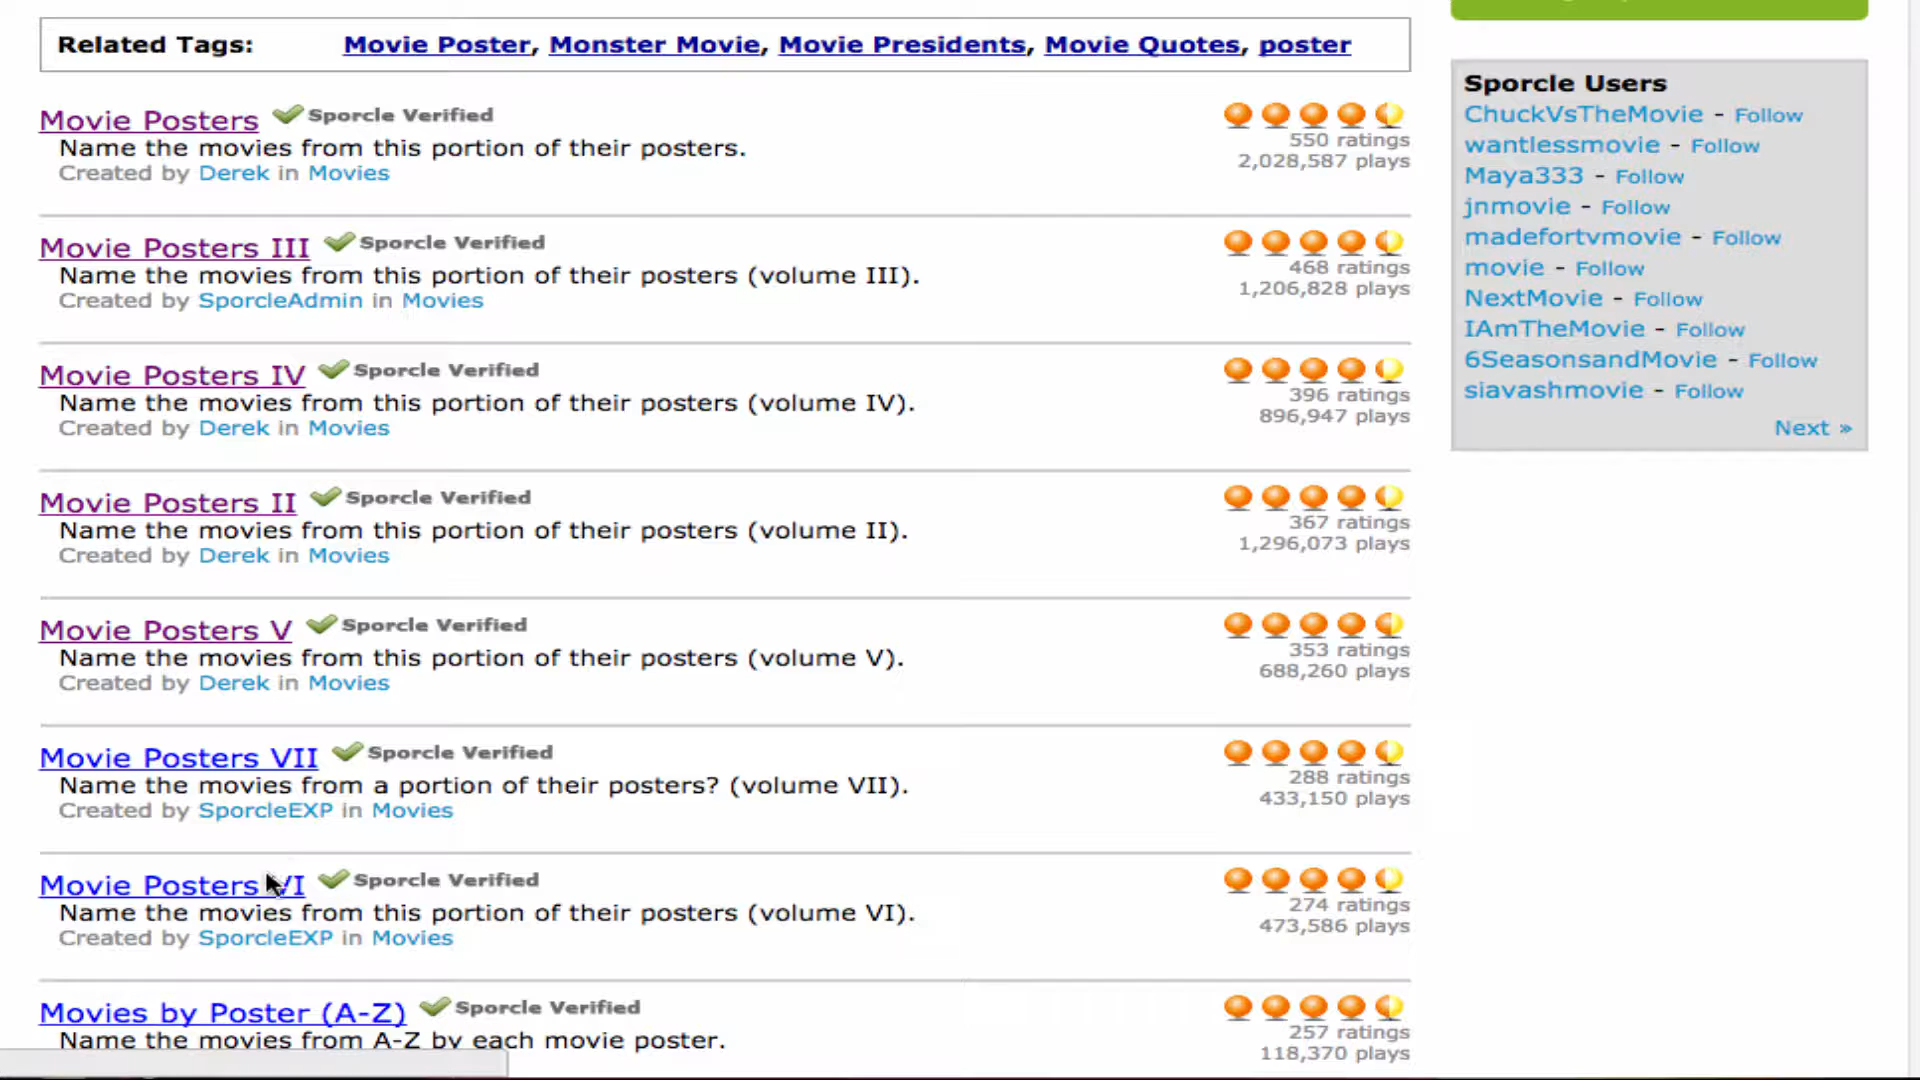 Related Tags: Movie Poster, Monster Movie, Movie Presidents, Movie Quotes, poster
Movie Posters Sporcle Verified
Name the movies from this portion of their posters.
Created by Derek in Movies
550 ratings
2,028,587 plays
Movie Posters III Sporcle Verified
Name the movies from this portion of their posters (volume III).
Created by SporcleAdmin in Movies
468 ratings
1,206,828 plays
Movie Posters IV Sporcle Verified
Name the movies from this portion of their posters (volume IV).
Created by Derek in Movies
396 ratings
896,947 plays
Movie Posters II Sporcle Verified
Name the movies from this portion of their posters (volume II).
Created by Derek in Movies
367 ratings
1,296,073 plays
Movie Posters V Sporcle Verified
Name the movies from this portion of their posters (volume V).
Created by Derek in Movies
353 ratings
688,260 plays
Movie Posters VII Sporcle Verified
Name the movies from a portion of their posters? (volume VII).
Created by SporcleEXP in Movies
288 ratings
433,150 plays
Movie Posters VI Sporcle Verified
Name the movies from this portion of their posters (volume VI).
Created by SporcleEXP in Movies
274 ratings
473,586 plays
Movies by Poster (A-Z) Sporcle Verified
Name the movies from A-Z by each movie poster.
257 ratings
118,370 plays
Sporcle Users
ChuckVsTheMovie - Follow
wantlessmovie - Follow
Maya333 - Follow
jnmovie - Follow
madefortvmovie - Follow
movie - Follow
NextMovie - Follow
IAmTheMovie - Follow
6SeasonsandMovie - Follow
siavashmovie - Follow
Next »